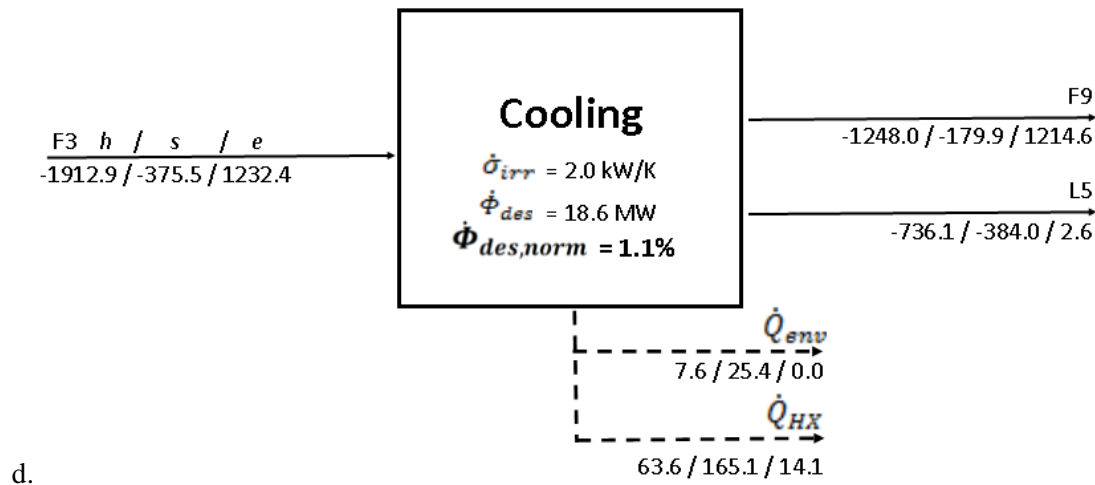 F3 h / s / e
-1912.9 / -375.5 / 1232.4
Cooling
σ̇irr = 2.0 kW/K
Φ̇des = 18.6 MW
Φ̇des,norm = 1.1%
F9
-1248.0 / -179.9 / 1214.6
L5
-736.1 / -384.0 / 2.6
Q̇env
7.6 / 25.4 / 0.0
Q̇HX
63.6 / 165.1 / 14.1
d.